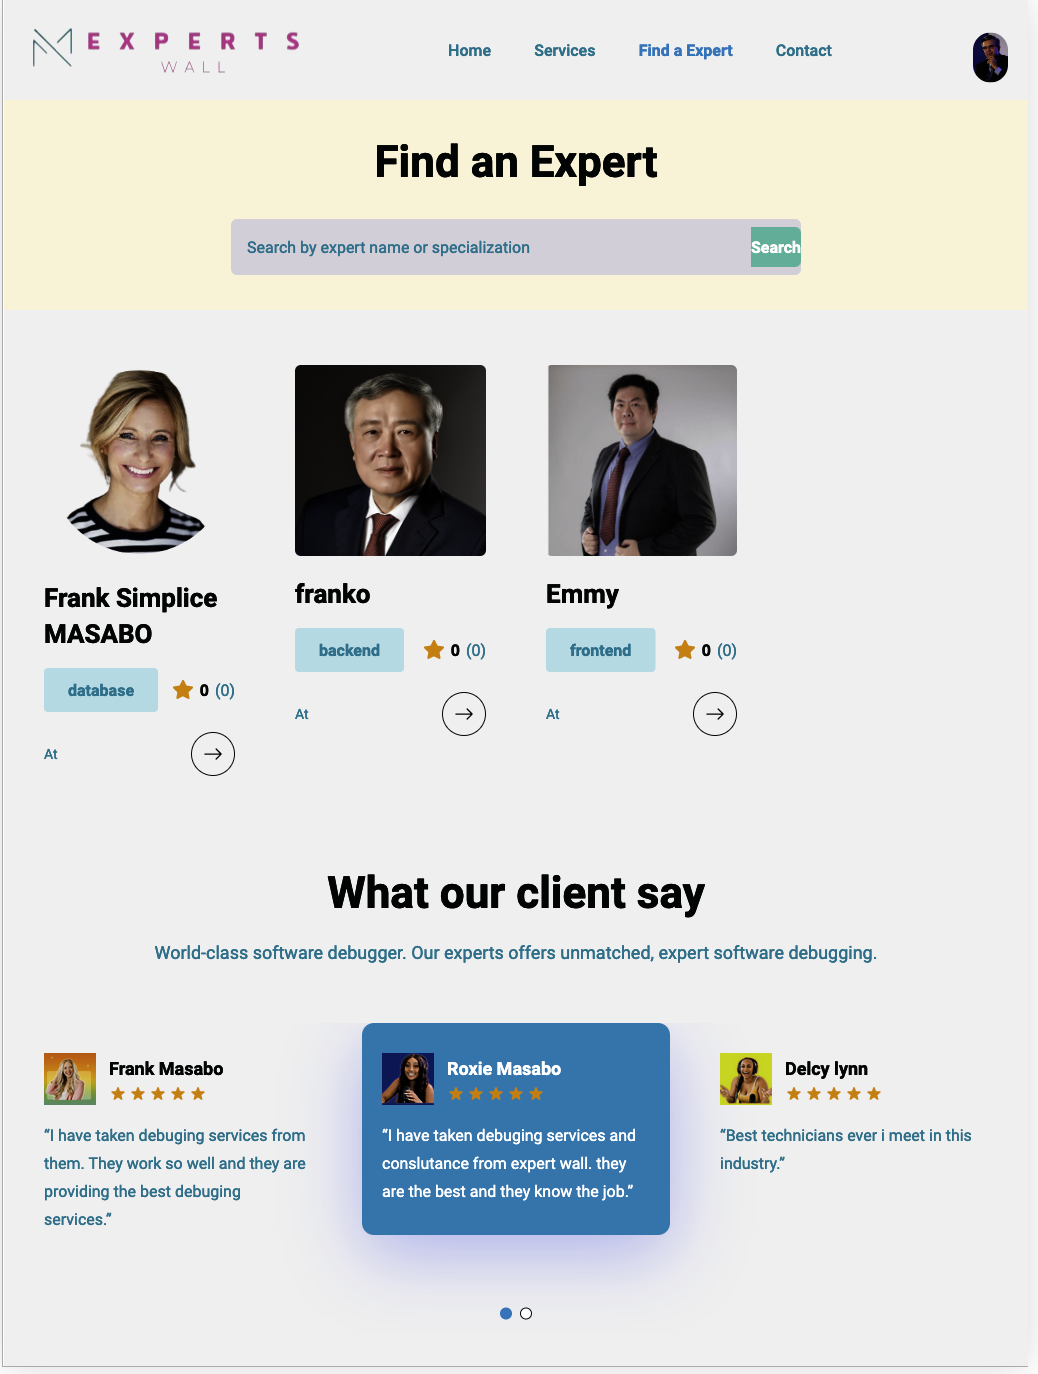 EXPERTS
WALL
Home Services Find a Expert Contact
Find an Expert
Search by expert name or specialization Search
Frank Simplice
MASABO
database 0 (0)
At
franko
backend 0 (0)
At
Emmy
frontend 0 (0)
At
What our client say
World-class software debugger. Our experts offers unmatched, expert software debugging.
Frank Masabo
“I have taken debuging services from
them. They work so well and they are
providing the best debuging
services.”
Roxie Masabo
“I have taken debuging services and
conslutance from expert wall. they
are the best and they know the job.”
Delcy lynn
“Best technicians ever i meet in this
industry.”